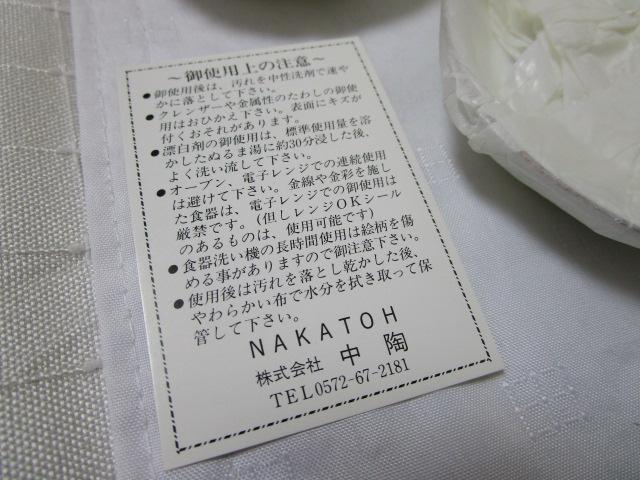 ～御使用上の注意～
●御使用後は、汚れを中性洗剤で速や
かに落として下さい。
●クレンザーや金属性のたわしの御使
用はおひかえ下さい。表面にキズが
付くおそれがあります。
●漂白剤の御使用は、標準使用量を溶
かしたぬるま湯に約30分浸した後、
よく洗い流して下さい。
●オーブン、電子レンジでの連続使用
は避けて下さい。金線や金彩を施し
た食器は、電子レンジでの御使用は
厳禁です。(但しレンジOKシール
のあるものは、使用可能です)
●食器洗い機の長時間使用は絵柄を傷
める事がありますので御注意下さい。
●使用後は汚れを落とし乾かした後、
やわらかい布で水分を拭き取って保
管して下さい。
NAKATOH
株式会社 中陶
TEL0572-67-2181